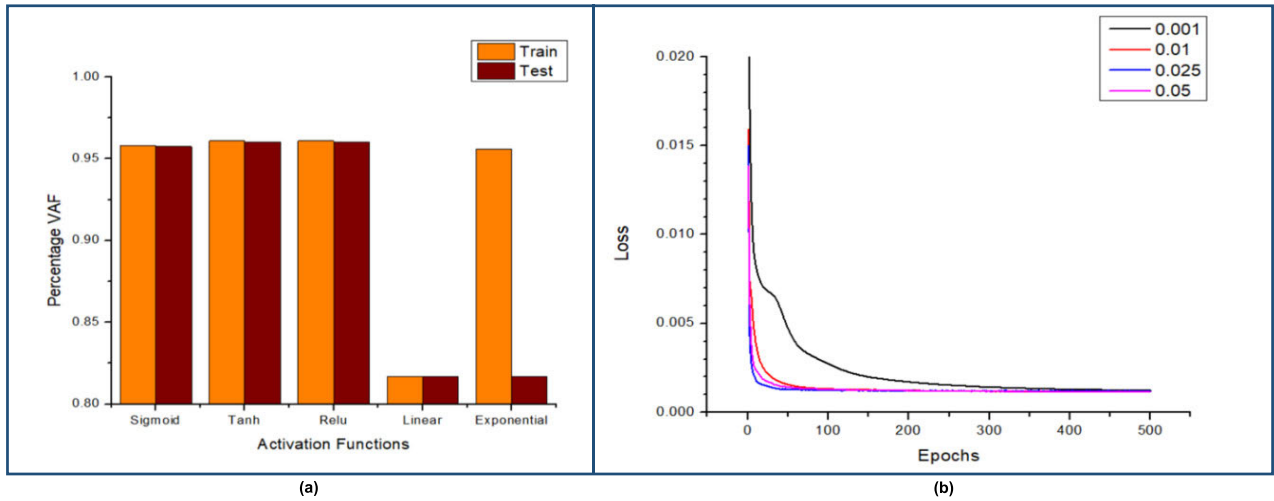 Train
Test
1.00
0.95
0.90
0.85
0.80
Percentage VAF
Sigmoid Tanh Relu Linear Exponential
Activation Functions
(a)
0.001
0.01
0.025
0.05
0.020
0.015
0.010
0.005
0.000
Loss
0 100 200 300 400 500
Epochs
(b)